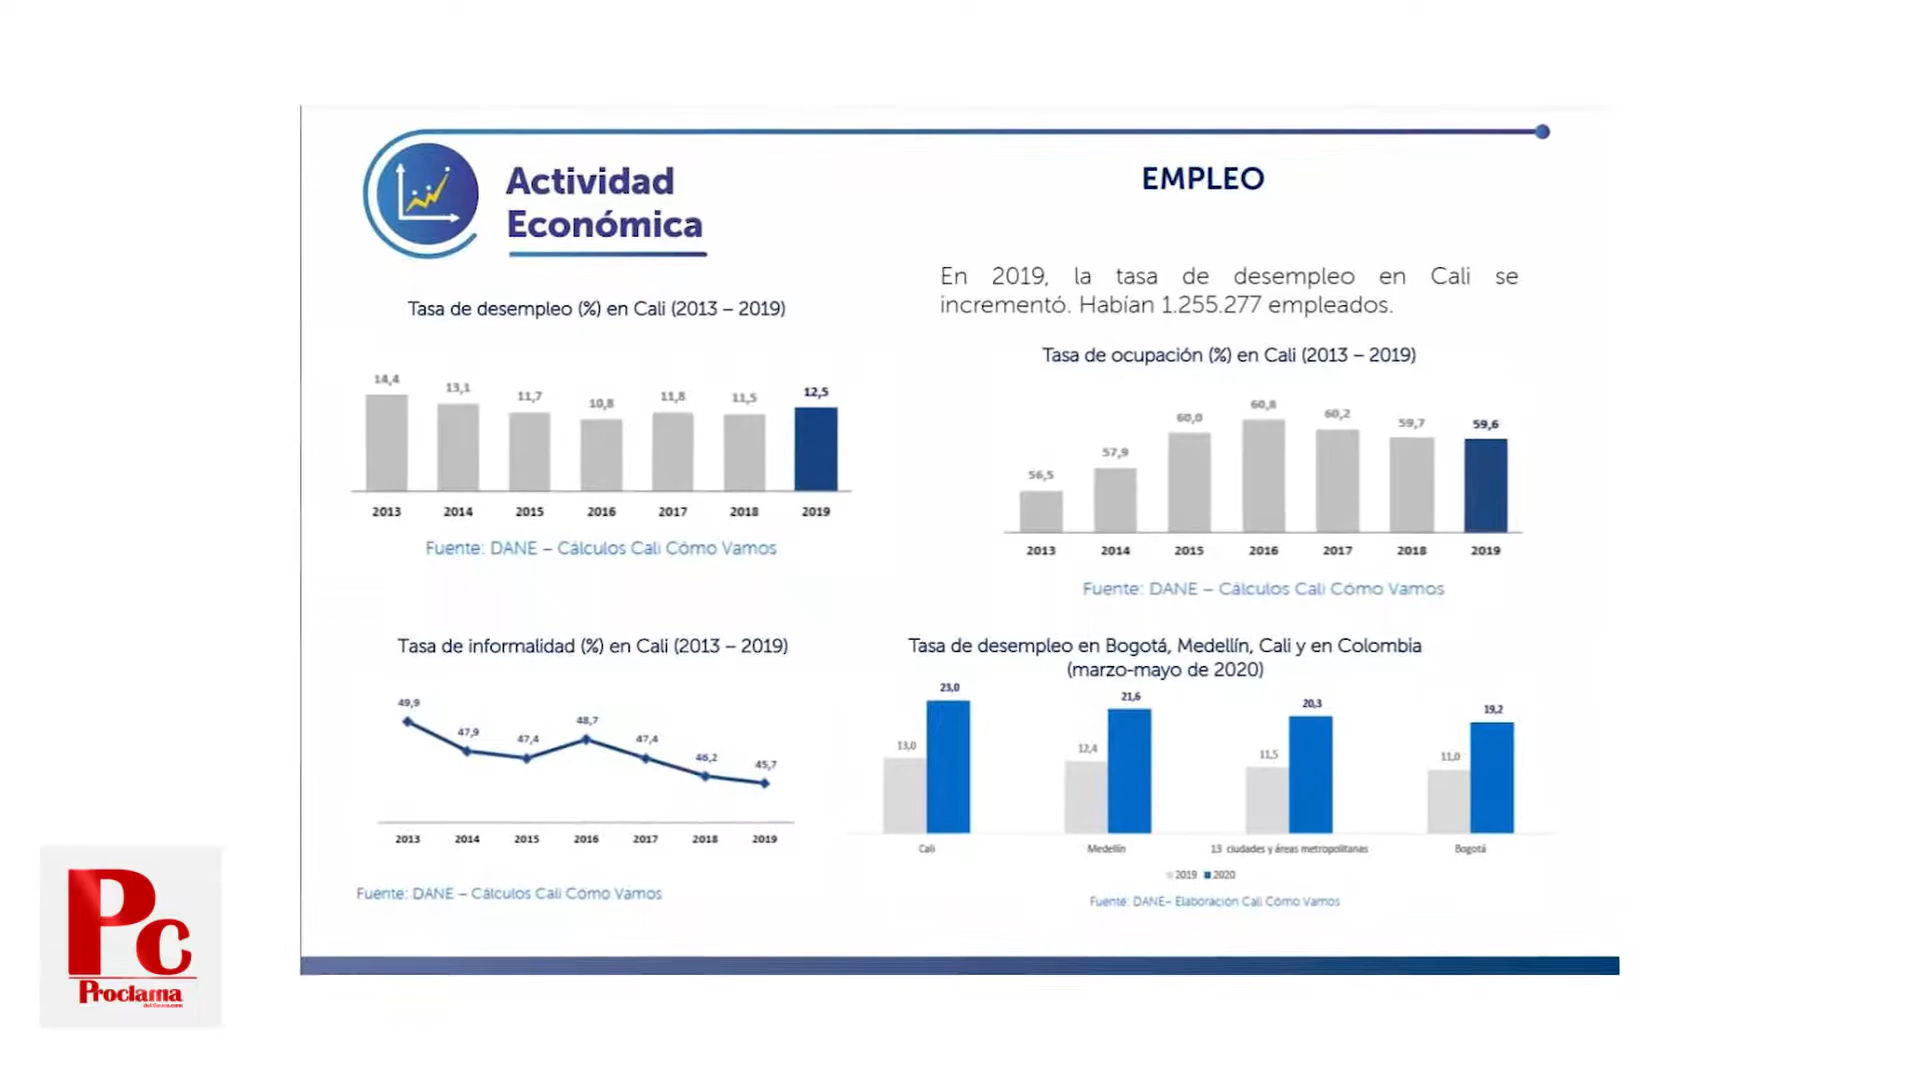 Actividad
Económica
EMPLEO
En 2019, la tasa de desempleo en Cali se
incrementó. Habían 1.255.277 empleados.
Tasa de desempleo (%) en Cali (2013 – 2019)
14,4 13,1 11,7 10,8 11,8 11,5 12,5
2013 2014 2015 2016 2017 2018 2019
Fuente: DANE – Cálculos Cali Cómo Vamos
Tasa de ocupación (%) en Cali (2013 – 2019)
56,5 57,9 60,0 60,8 60,2 59,7 59,6
2013 2014 2015 2016 2017 2018 2019
Fuente: DANE – Cálculos Cali Cómo Vamos
Tasa de informalidad (%) en Cali (2013 – 2019)
49,9 47,9 47,4 48,7 47,4 46,2 45,7
2013 2014 2015 2016 2017 2018 2019
Fuente: DANE – Cálculos Cali Cómo Vamos
Tasa de desempleo en Bogotá, Medellín, Cali y en Colombia
(marzo-mayo de 2020)
13,0 23,0 12,4 21,6 11,5 20,3 11,0 19,2
Cali Medellín 13 ciudades y áreas metropolitanas Bogotá
2019 2020
Fuente: DANE– Elaboración Cali Cómo Vamos
Pc
Proclama